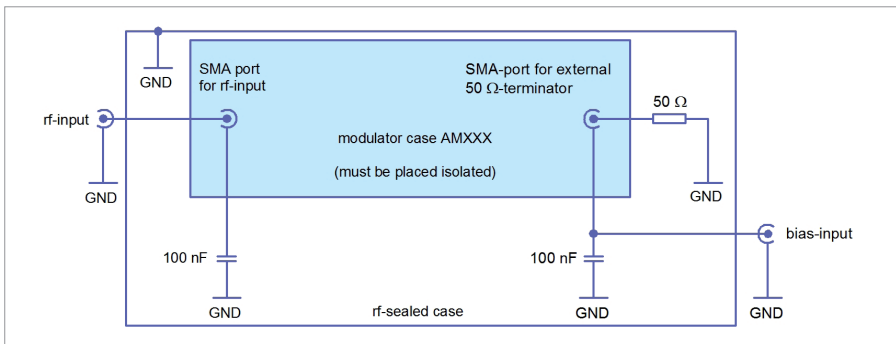 GND
SMA port
for rf-input
SMA-port for external
50 Ω-terminator
50 Ω
rf-input
modulator case AMXXX
(must be placed isolated)
GND
GND
bias-input
100 nF
100 nF
GND
rf-sealed case
GND
GND